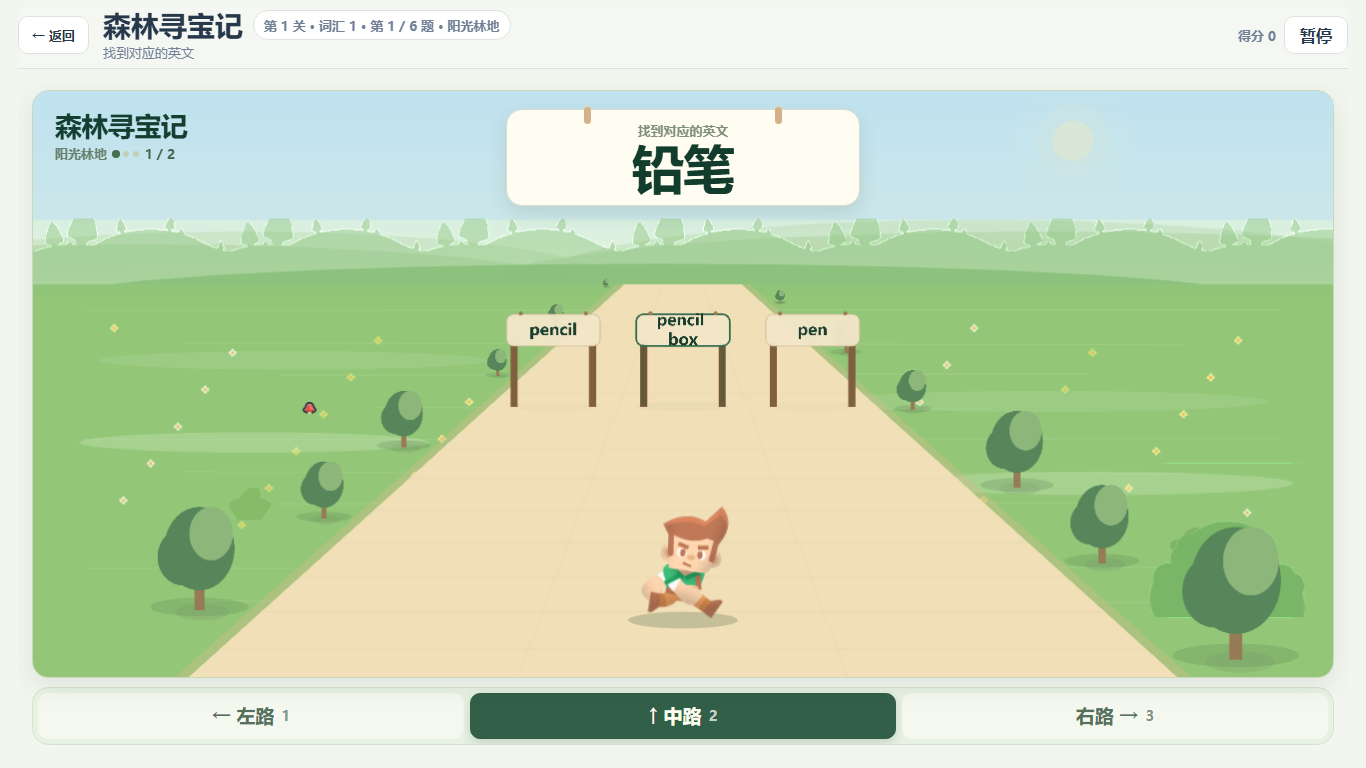 ← 返回
森林寻宝记
第 1 关 • 词汇 1 • 第 1 / 6 题 • 阳光林地
找到对应的英文
得分 0
暂停
森林寻宝记
阳光林地 1 / 2
找到对应的英文
铅笔
pencil
pencil
box
pen
← 左路 1
↑ 中路 2
右路 → 3